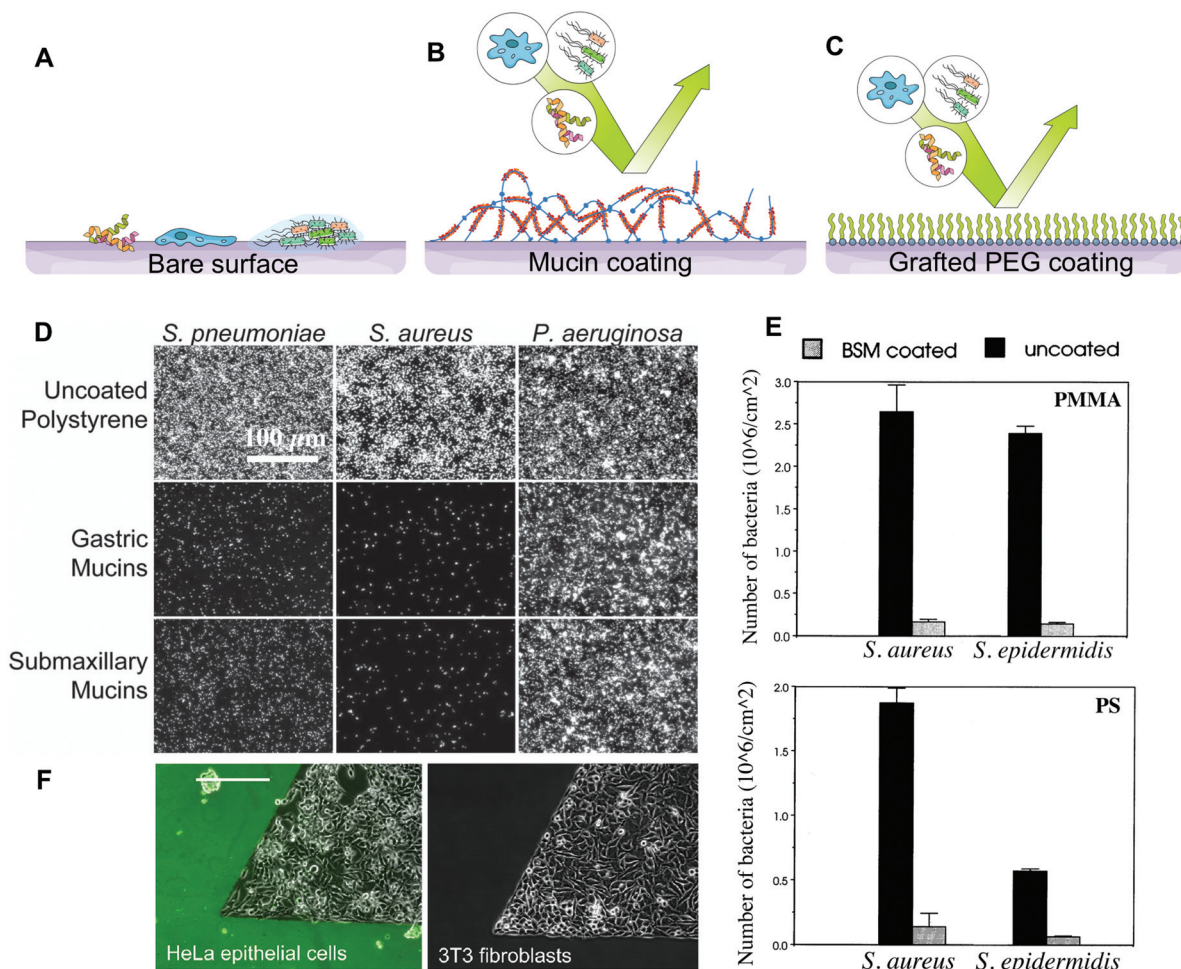 A
Bare surface
B
Mucin coating
C
Grafted PEG coating
D
S. pneumoniae
S. aureus
P. aeruginosa
Uncoated
Polystyrene
100 µm
Gastric
Mucins
Submaxillary
Mucins
E
BSM coated
uncoated
Number of bacteria (10^6/cm^2)
3.0
2.5
2.0
1.5
1.0
0.5
0.0
PMMA
S. aureus
S. epidermidis
Number of bacteria (10^6/cm^2)
2.0
1.5
1.0
0.5
0.0
PS
S. aureus
S. epidermidis
F
HeLa epithelial cells
3T3 fibroblasts